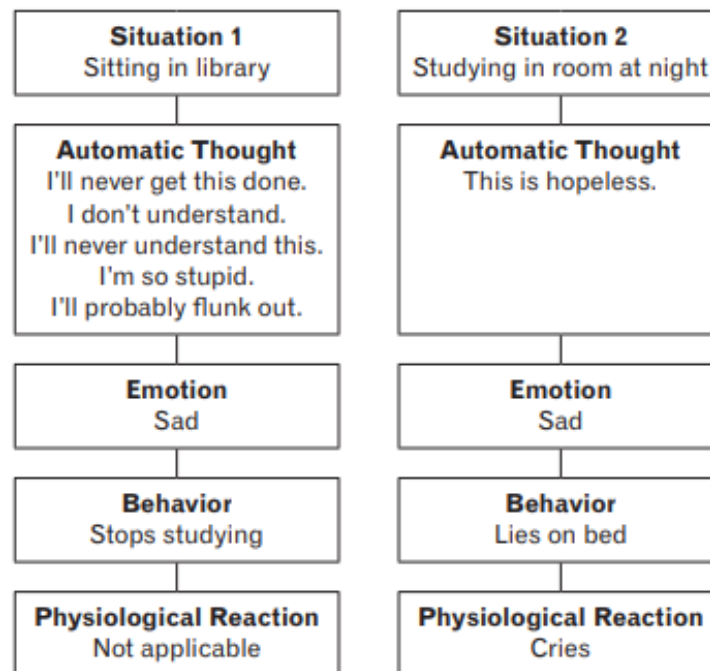 Situation 1
Sitting in library
Automatic Thought
I'll never get this done.
I don't understand.
I'll never understand this.
I'm so stupid.
I'll probably flunk out.
Emotion
Sad
Behavior
Stops studying
Physiological Reaction
Not applicable
Situation 2
Studying in room at night
Automatic Thought
This is hopeless.
Emotion
Sad
Behavior
Lies on bed
Physiological Reaction
Cries